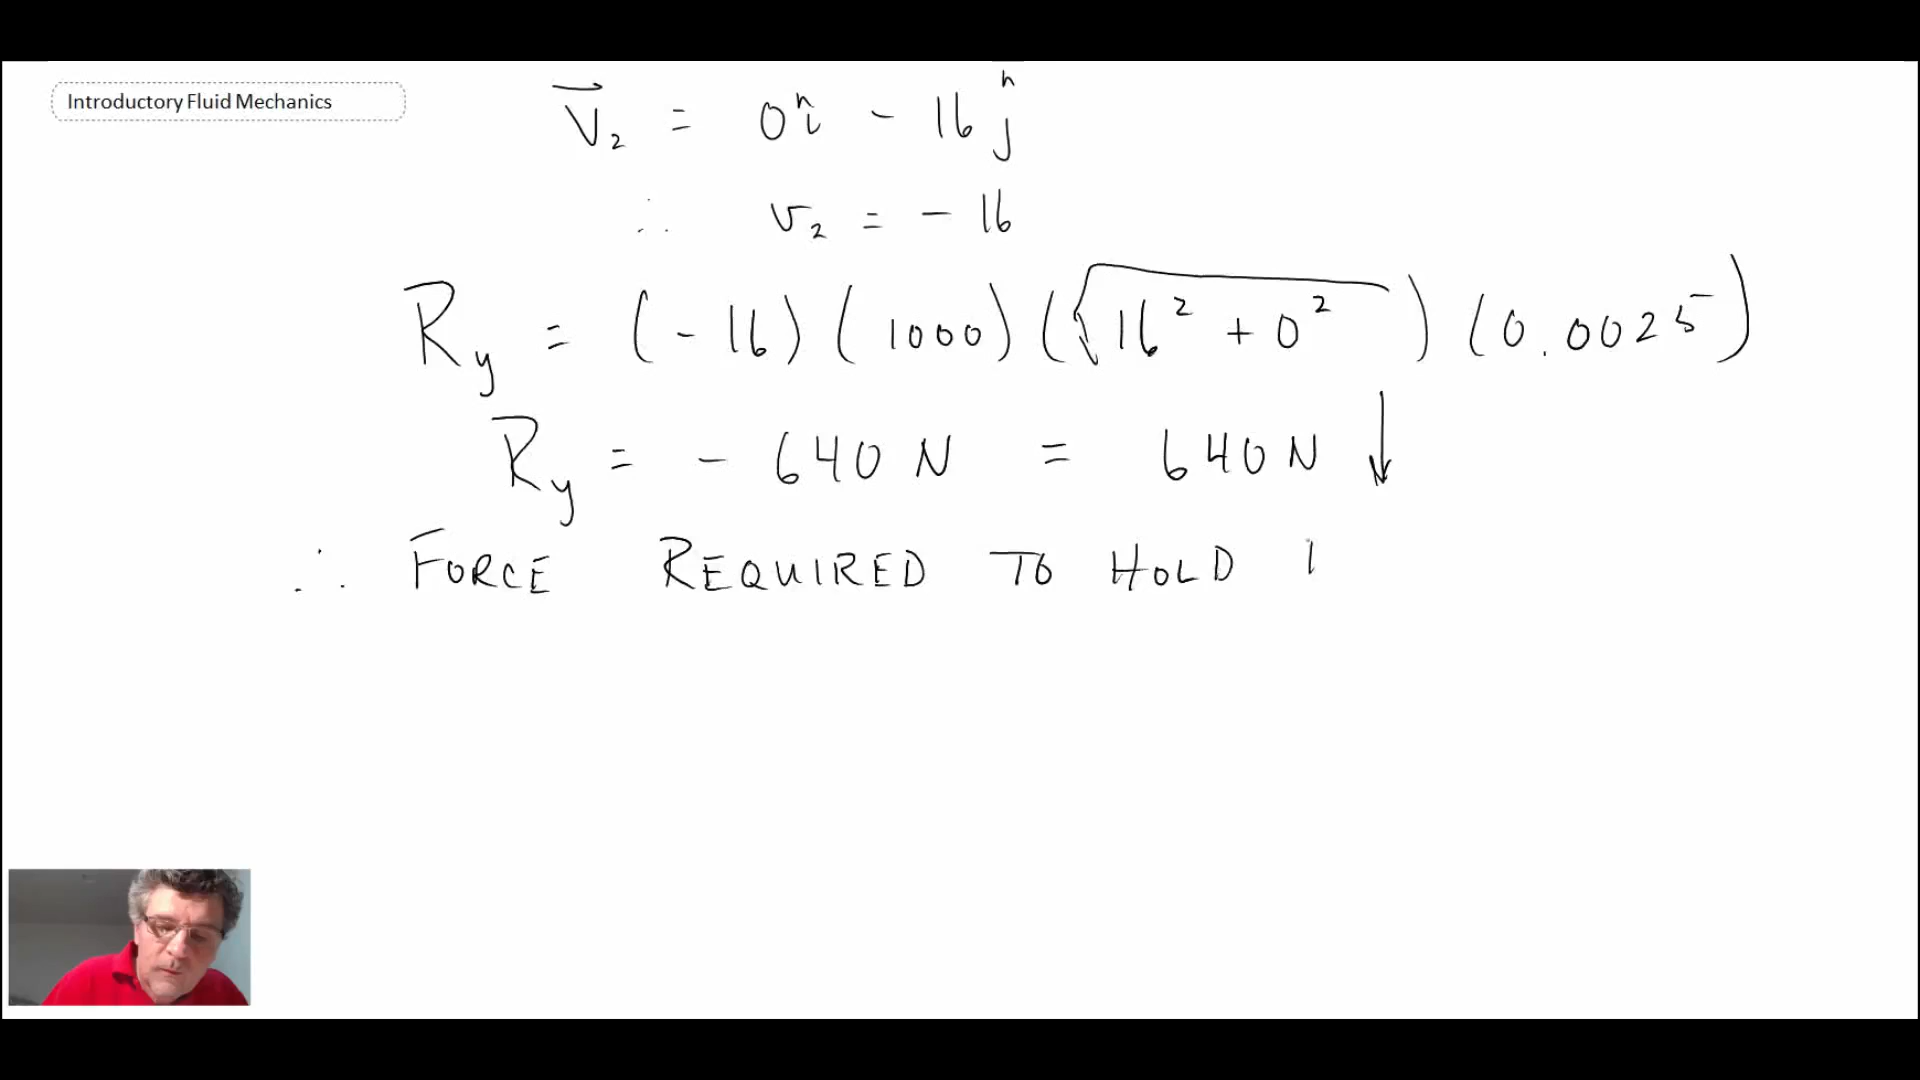 Introductory Fluid Mechanics
V⃗₂ = 0î - 16ĵ
∴ v₂ = - 16
Ry = (-16)(1000)(√16² + 0²)(0.0025)
Ry = - 640 N = 640 N ↓
∴ FORCE REQUIRED TO HOLD